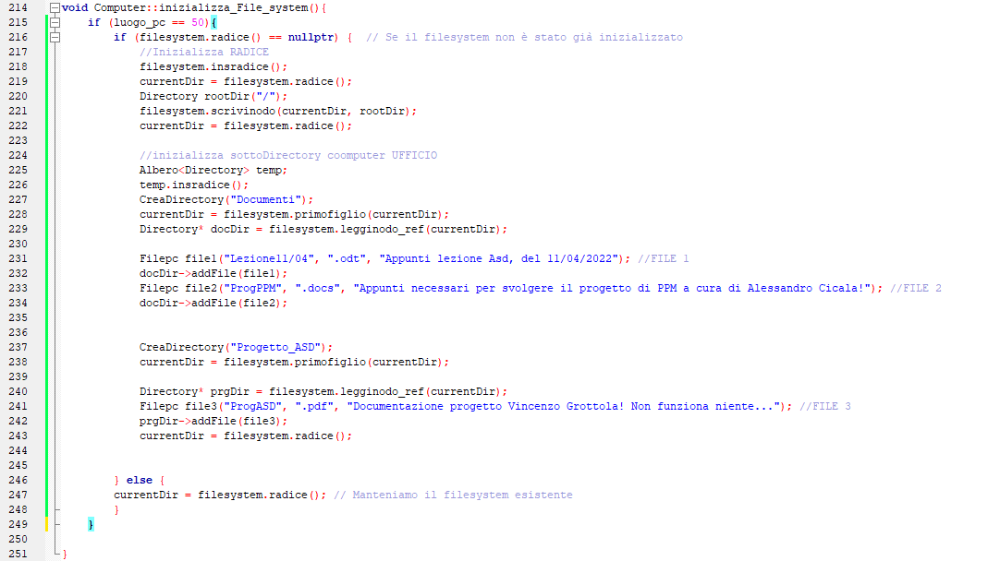 214 void Computer::inizializza_File_system(){
215 if (luogo_pc == 50){
216 if (filesystem.radice() == nullptr) { // Se il filesystem non è stato già inizializzato
217 //Inizializza RADICE
218 filesystem.insradice();
219 currentDir = filesystem.radice();
220 Directory rootDir("/");
221 filesystem.scrivinodo(currentDir, rootDir);
222 currentDir = filesystem.radice();
223
224 //inizializza sottoDirectory coomputer UFFICIO
225 Albero<Directory> temp;
226 temp.insradice();
227 CreaDirectory("Documenti");
228 currentDir = filesystem.primofiglio(currentDir);
229 Directory* docDir = filesystem.legginodo_ref(currentDir);
230
231 Filepc file1("Lezione11/04", ".odt", "Appunti lezione Asd, del 11/04/2022"); //FILE 1
232 docDir->addFile(file1);
233 Filepc file2("ProgPPM", ".docs", "Appunti necessari per svolgere il progetto di PPM a cura di Alessandro Cicala!"); //FILE 2
234 docDir->addFile(file2);
235
236
237 CreaDirectory("Progetto_ASD");
238 currentDir = filesystem.primofiglio(currentDir);
239
240 Directory* prgDir = filesystem.legginodo_ref(currentDir);
241 Filepc file3("ProgASD", ".pdf", "Documentazione progetto Vincenzo Grottola! Non funziona niente..."); //FILE 3
242 prgDir->addFile(file3);
243 currentDir = filesystem.radice();
244
245
246 } else {
247 currentDir = filesystem.radice(); // Manteniamo il filesystem esistente
248 }
249 }
250
251 }